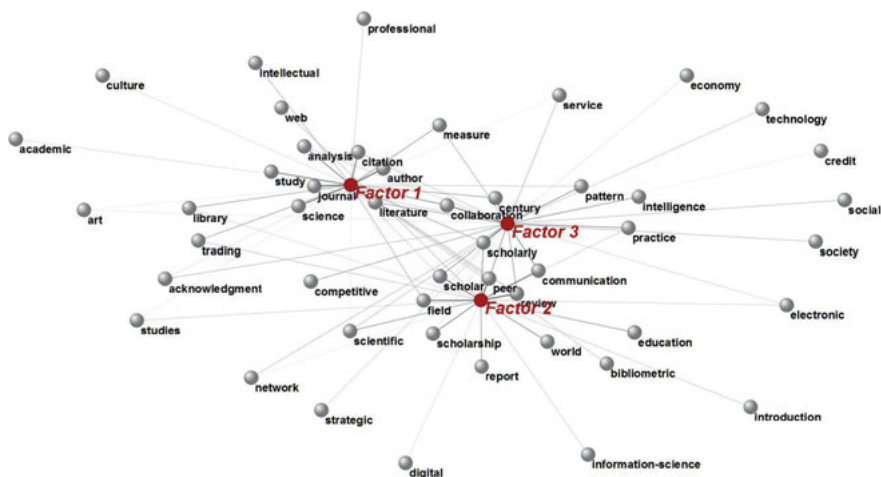 professional
intellectual
culture
economy
web
service
technology
measure
academic
analysis
citation
credit
author
study
journal
Factor 1
pattern
century
intelligence
social
library
science
literature
collaboration
art
Factor 3
practice
trading
scholarly
society
acknowledgment
competitive
scholar
peer
communication
studies
field
Factor 2
review
electronic
scientific
scholarship
world
education
report
bibliometric
network
strategic
introduction
digital
information-science